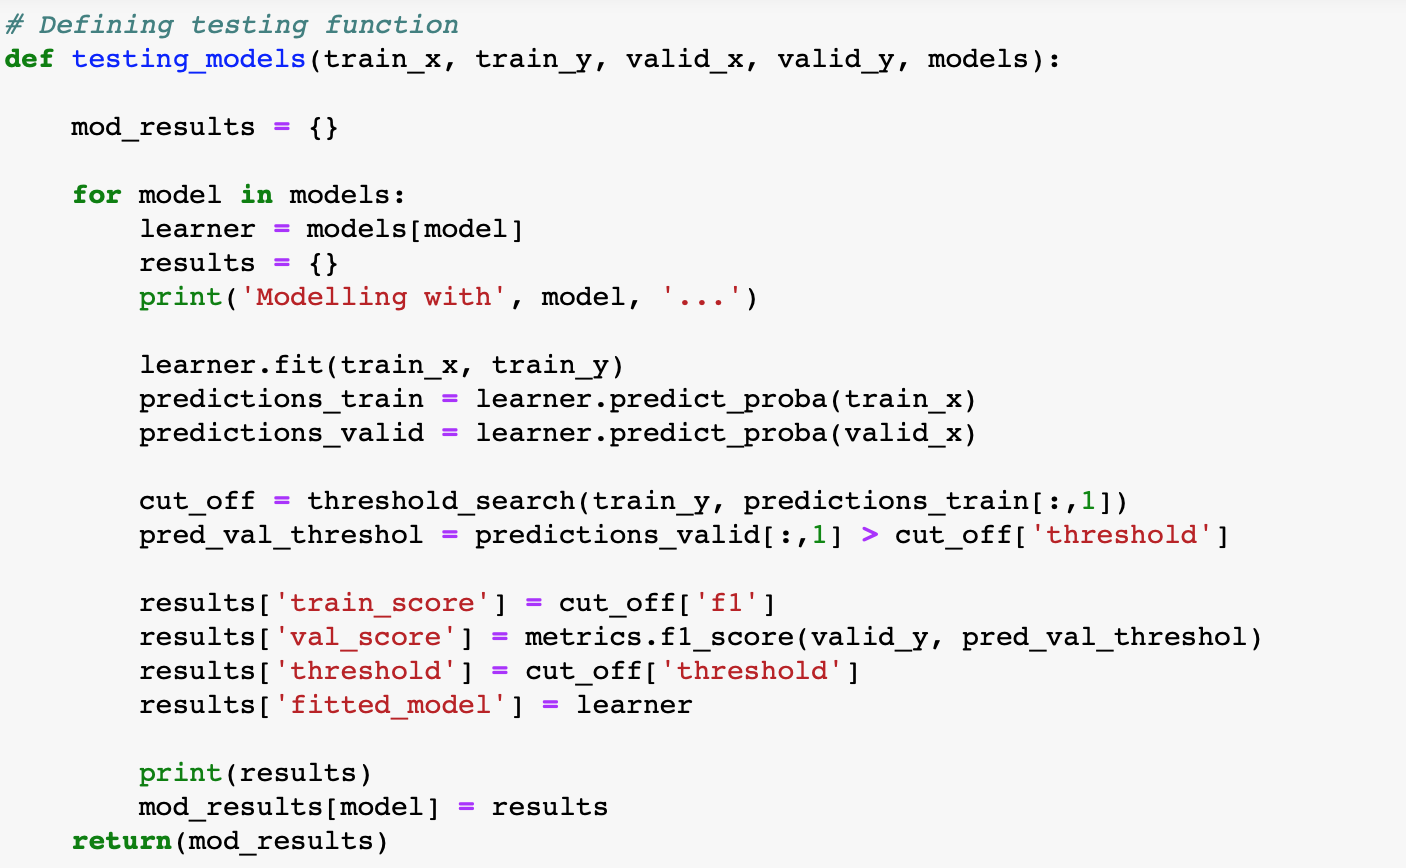 # Defining testing function
def testing_models(train_x, train_y, valid_x, valid_y, models):
    mod_results = {}
    for model in models:
        learner = models[model]
        results = {}
        print('Modelling with', model, '...')
        learner.fit(train_x, train_y)
        predictions_train = learner.predict_proba(train_x)
        predictions_valid = learner.predict_proba(valid_x)
        cut_off = threshold_search(train_y, predictions_train[:,1])
        pred_val_threshol = predictions_valid[:,1] > cut_off['threshold']
        results['train_score'] = cut_off['f1']
        results['val_score'] = metrics.f1_score(valid_y, pred_val_threshol)
        results['threshold'] = cut_off['threshold']
        results['fitted_model'] = learner
        print(results)
        mod_results[model] = results
    return(mod_results)